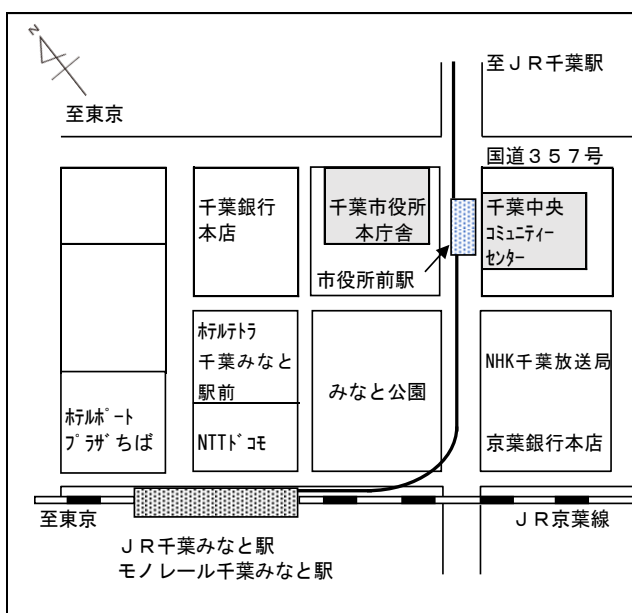 N
至ＪＲ千葉駅
至東京
国道３５７号
千葉銀行
本店
千葉市役所
本庁舎
千葉中央
ｺﾐｭﾆﾃｨｰ
ｾﾝﾀｰ
市役所前駅
ﾎﾃﾙﾃﾄﾗ
千葉みなと
駅前
みなと公園
NHK千葉放送局
ﾎﾃﾙﾎﾟｰﾄ
ﾌﾟﾗｻﾞちば
NTTﾄﾞｺﾓ
京葉銀行本店
至東京
ＪＲ京葉線
ＪＲ千葉みなと駅
モノレール千葉みなと駅